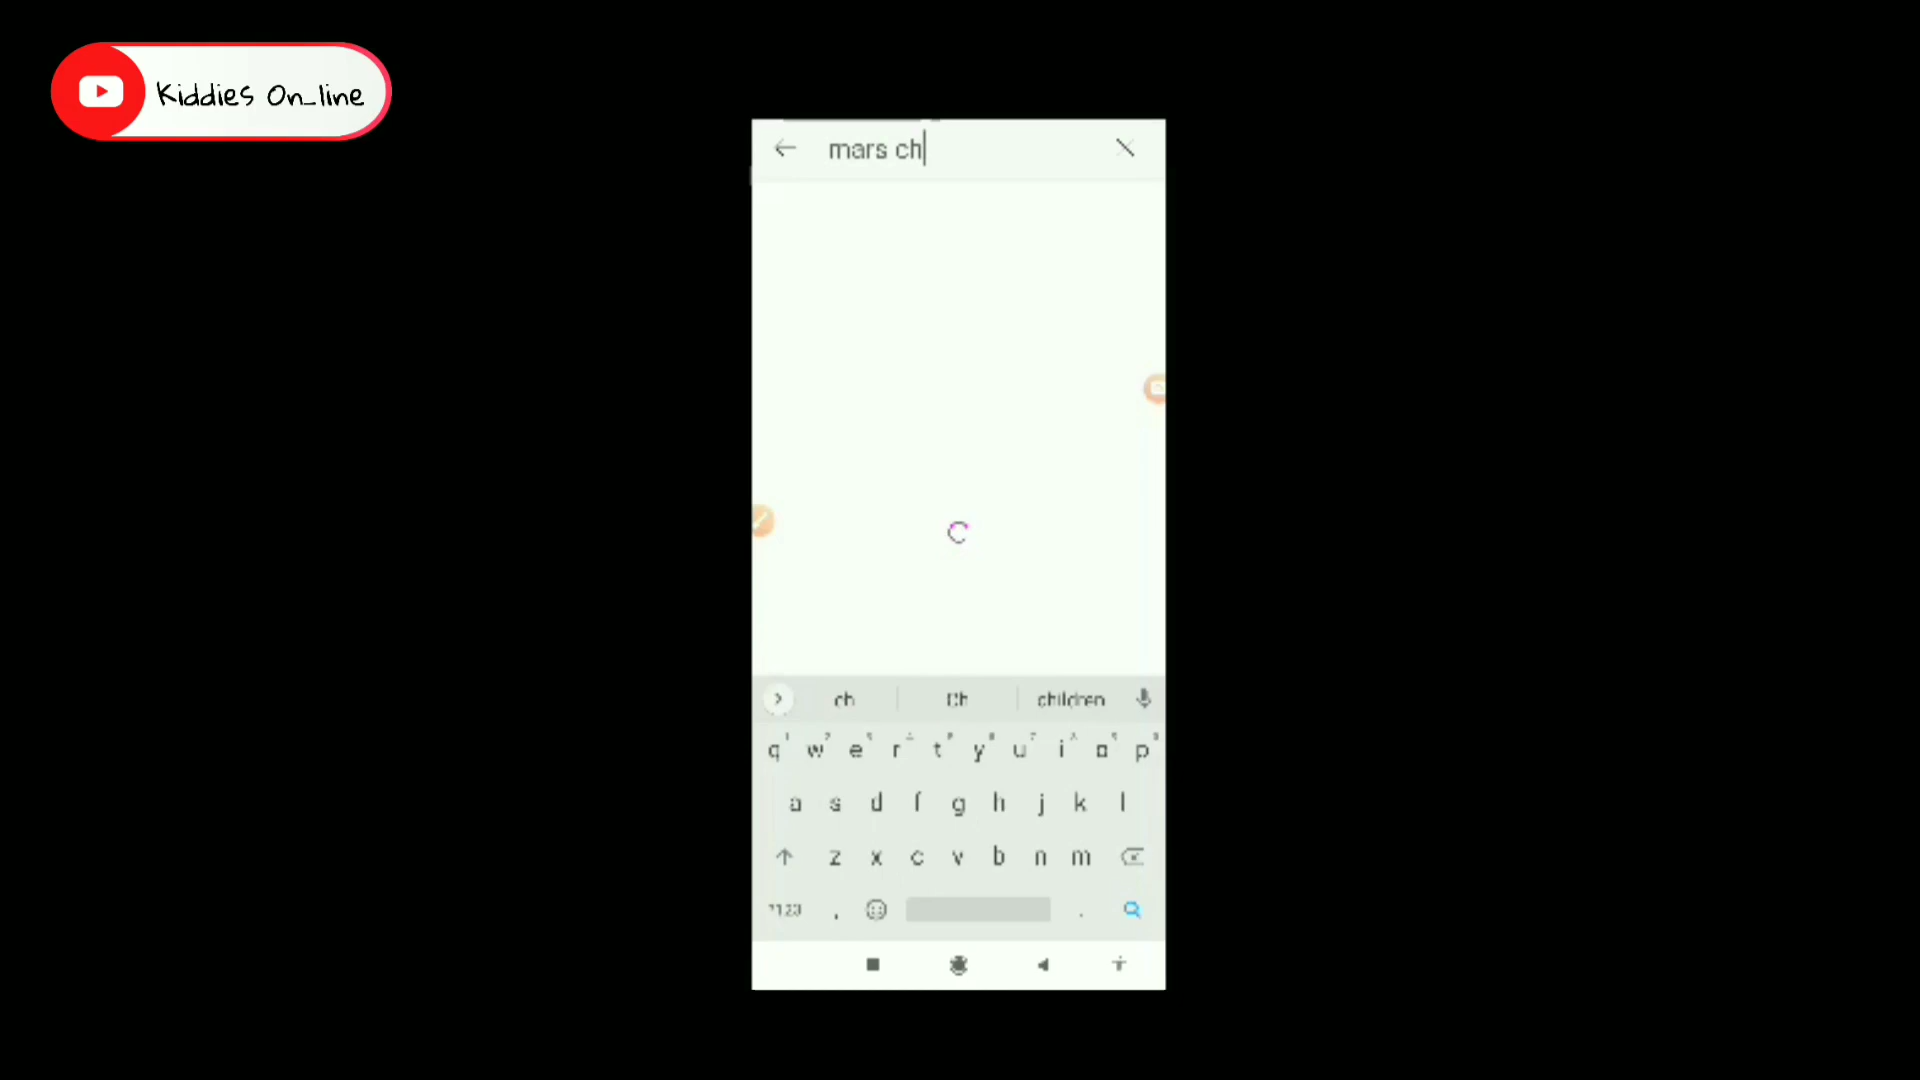 Kiddies On_line
mars ch
ch Ch children
q w e r t y u i o p
a s d f g h j k l
z x c v b n m
?123 , .